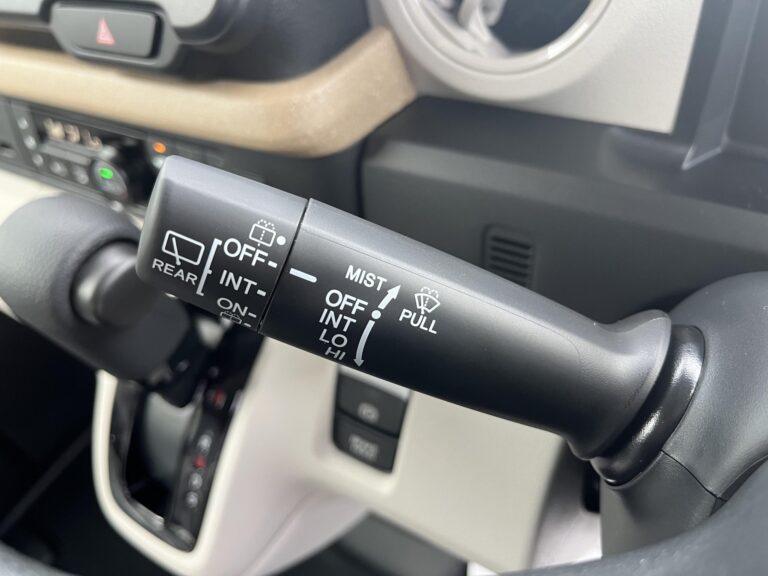 REAR
OFF
INT
ON
MIST
OFF
INT
LO
HI
PULL